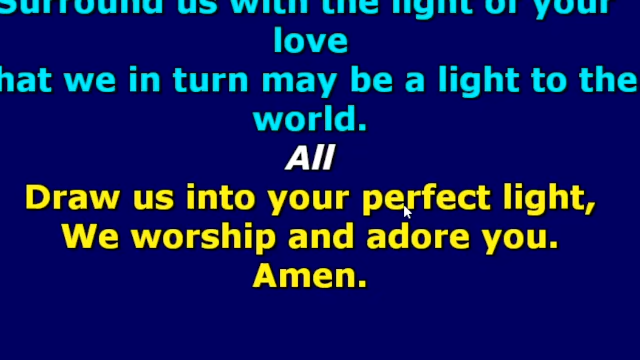 Surround us with the light of your
love
hat we in turn may be a light to the
world.
All
Draw us into your perfect light,
We worship and adore you.
Amen.